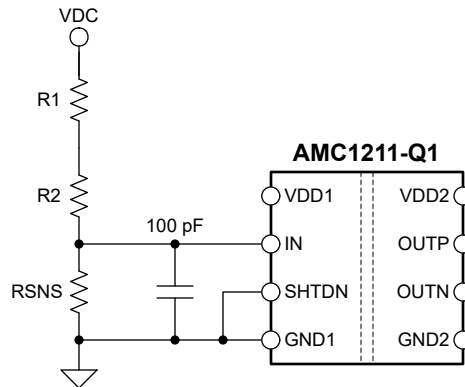 VDC
R1
R2
RSNS
100 pF
AMC1211-Q1
VDD1
VDD2
IN
OUTP
SHTDN
OUTN
GND1
GND2